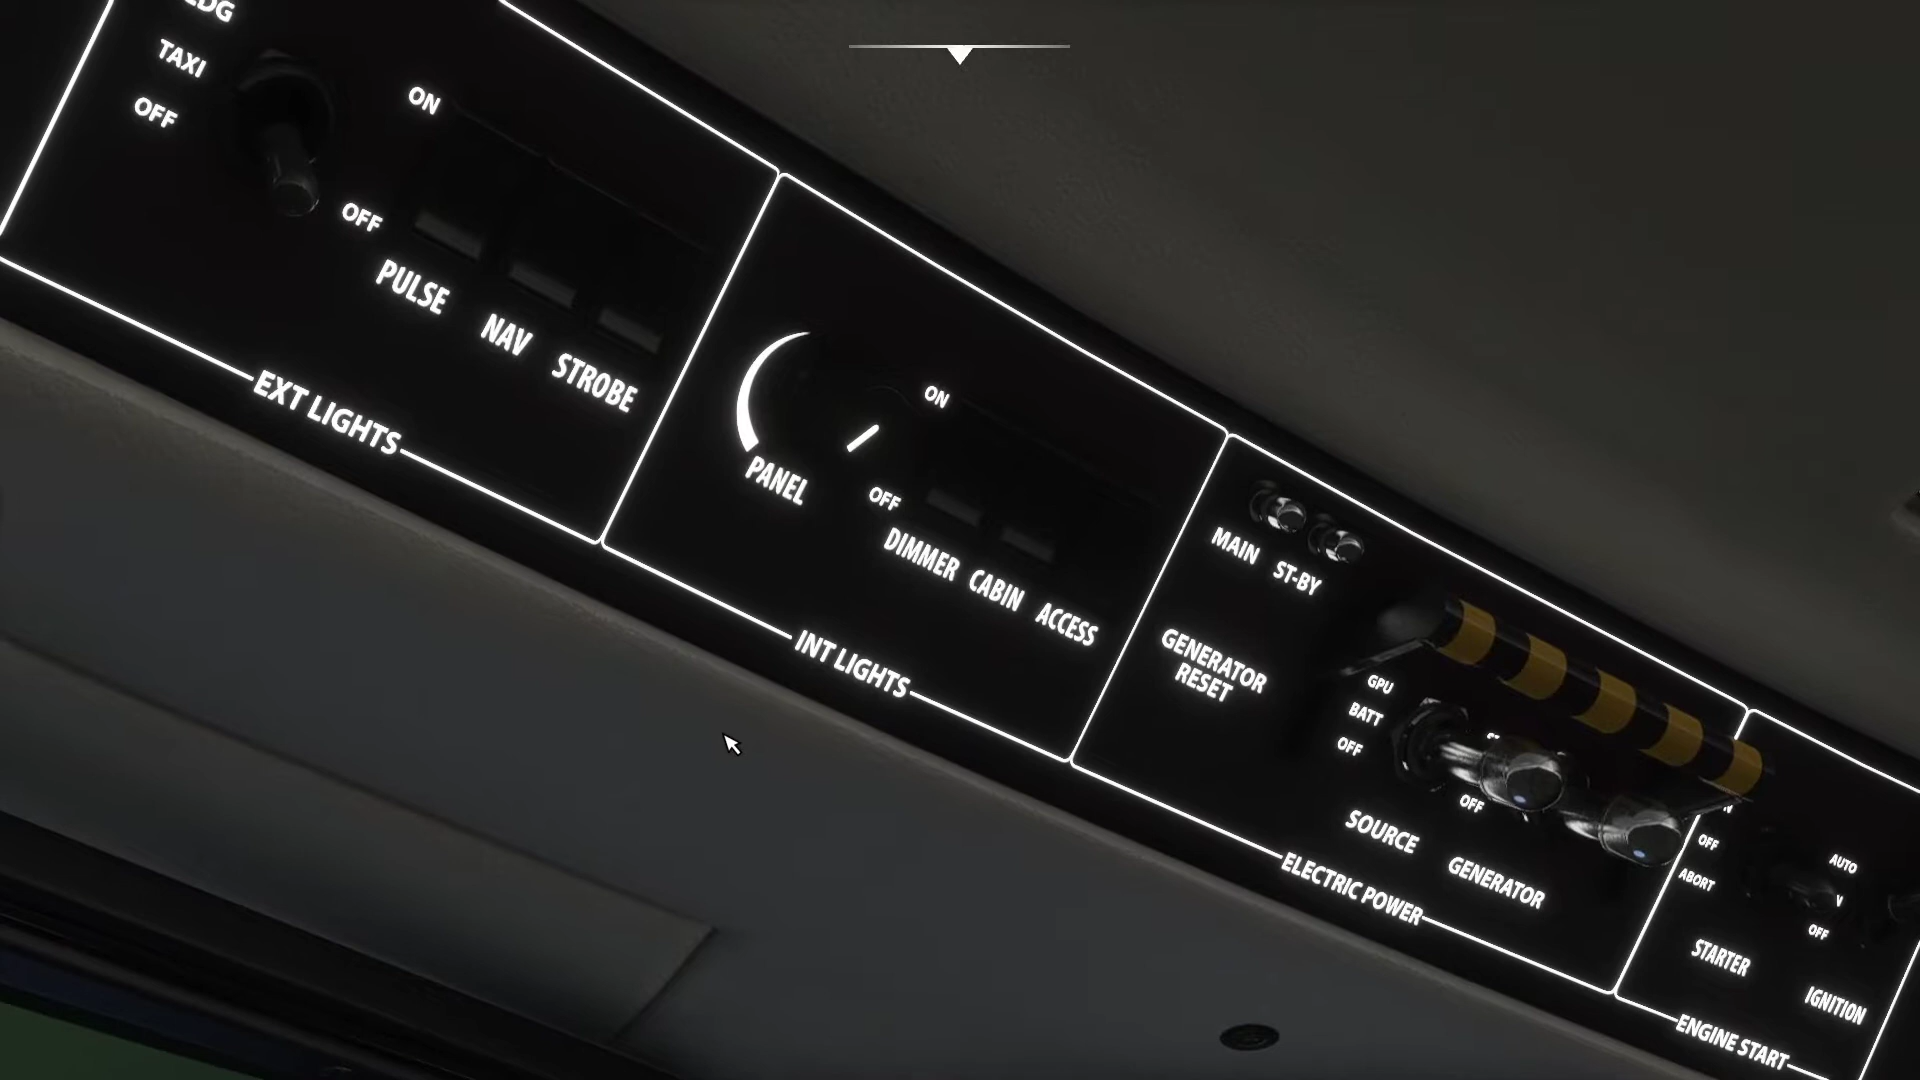 TAXI
OFF
ON
OFF
PULSE
NAV
STROBE
EXT LIGHTS
PANEL
ON
OFF
DIMMER
CABIN
ACCESS
INT LIGHTS
MAIN
ST-BY
GENERATOR
RESET
GPU
BATT
OFF
OFF
SOURCE
GENERATOR
ELECTRIC POWER
OFF
ABORT
AUTO
OFF
STARTER
IGNITION
ENGINE START